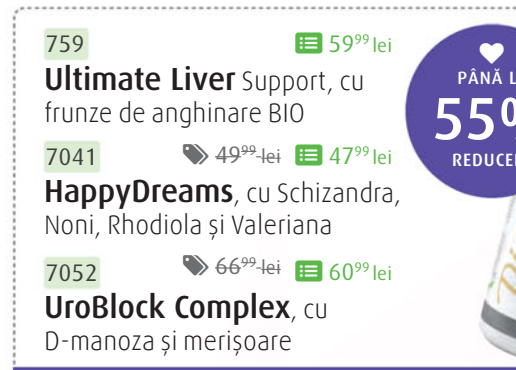 759 59⁹⁹ lei
Ultimate Liver Support, cu
frunze de anghinare BIO
7041 49⁹⁹ lei 47⁹⁹ lei
HappyDreams, cu Schizandra,
Noni, Rhodiola și Valeriana
7052 66⁹⁹ lei 60⁹⁹ lei
UroBlock Complex, cu
D-manoza și merișoare
PÂNĂ L
55
REDUCE